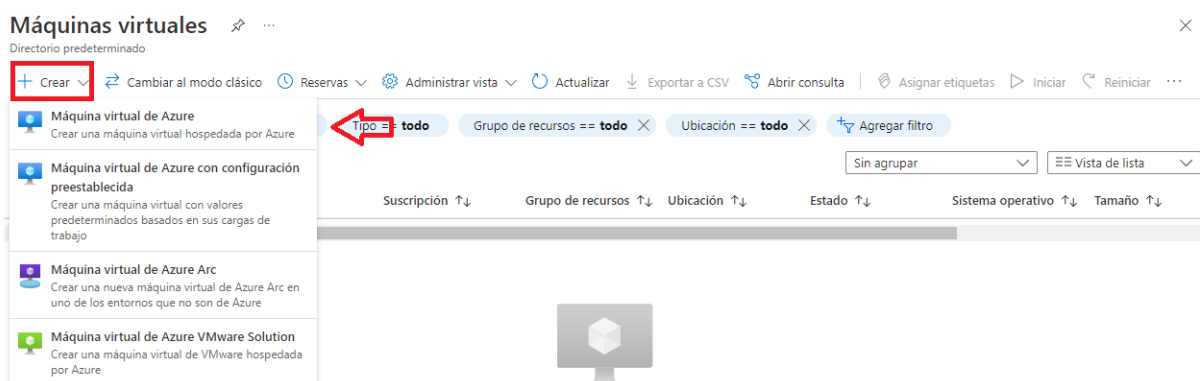 Máquinas virtuales
Directorio predeterminado
Crear
Cambiar al modo clásico
Reservas
Administrar vista
Actualizar
Exportar a CSV
Abrir consulta
Asignar etiquetas
Iniciar
Reiniciar
Máquina virtual de Azure
Crear una máquina virtual hospedada por Azure
Tipo == todo
Grupo de recursos == todo
Ubicación == todo
Agregar filtro
Máquina virtual de Azure con configuración
preestablecida
Crear una máquina virtual con valores
predeterminados basados en sus cargas de
trabajo
Sin agrupar
Vista de lista
Suscripción
Grupo de recursos
Ubicación
Estado
Sistema operativo
Tamaño
Máquina virtual de Azure Arc
Crear una nueva máquina virtual de Azure Arc en
uno de los entornos que no son de Azure
Máquina virtual de Azure VMware Solution
Crear una máquina virtual de VMware hospedada
por Azure